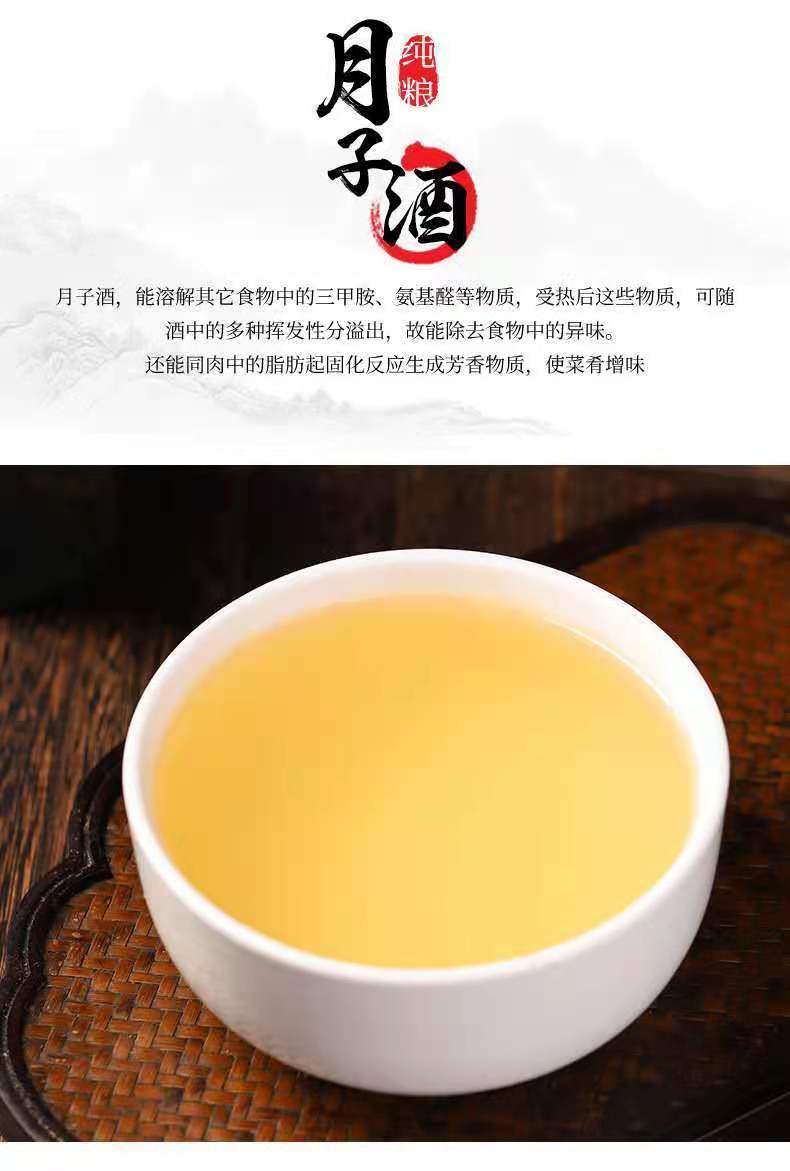 纯粮
月子酒
月子酒，能溶解其它食物中的三甲胺、氨基醛等物质，受热后这些物质，可随
酒中的多种挥发性分溢出，故能除去食物中的异味。
还能同肉中的脂肪起固化反应生成芳香物质，使菜肴增味